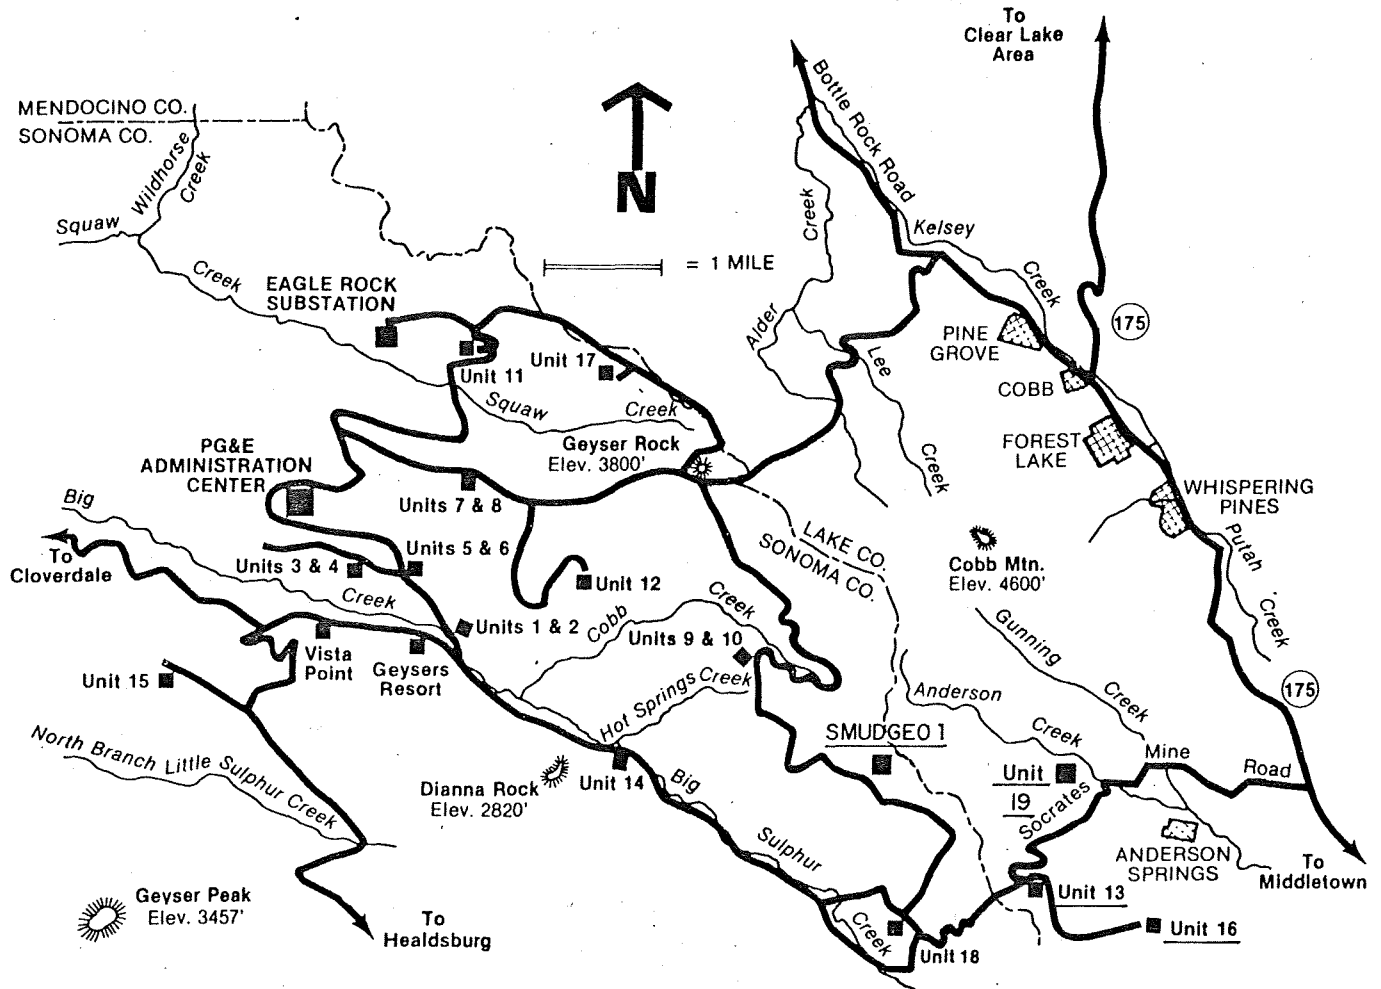 To
Clear Lake
Area
MENDOCINO CO.
SONOMA CO.
Wildhorse
Creek
Squaw
Creek
N
= 1 MILE
Bottle Rock Road
Kelsey
Creek
Creek
Alder
Lee
Creek
175
PINE
GROVE
COBB
FOREST
LAKE
WHISPERING
PINES
Putah
Creek
175
EAGLE ROCK
SUBSTATION
Unit 11
Unit 17
Squaw
Creek
Geyser Rock
Elev. 3800'
PG&E
ADMINISTRATION
CENTER
Units 7 & 8
Big
Creek
To
Cloverdale
Units 3 & 4
Units 5 & 6
Unit 12
Units 1 & 2
Cobb
Creek
Units 9 & 10
LAKE CO.
SONOMA CO.
Cobb Mtn.
Elev. 4600'
Gunning
Creek
Vista
Point
Geysers
Resort
Unit 15
Hot Springs Creek
Anderson
Creek
SMUDGEO 1
Mine
Road
Unit
19
Socrates
North Branch Little Sulphur Creek
Dianna Rock
Elev. 2820'
Unit 14
Big
Sulphur
Creek
ANDERSON
SPRINGS
To
Middletown
Geyser Peak
Elev. 3457'
To
Healdsburg
Unit 13
Unit 16
Unit 18